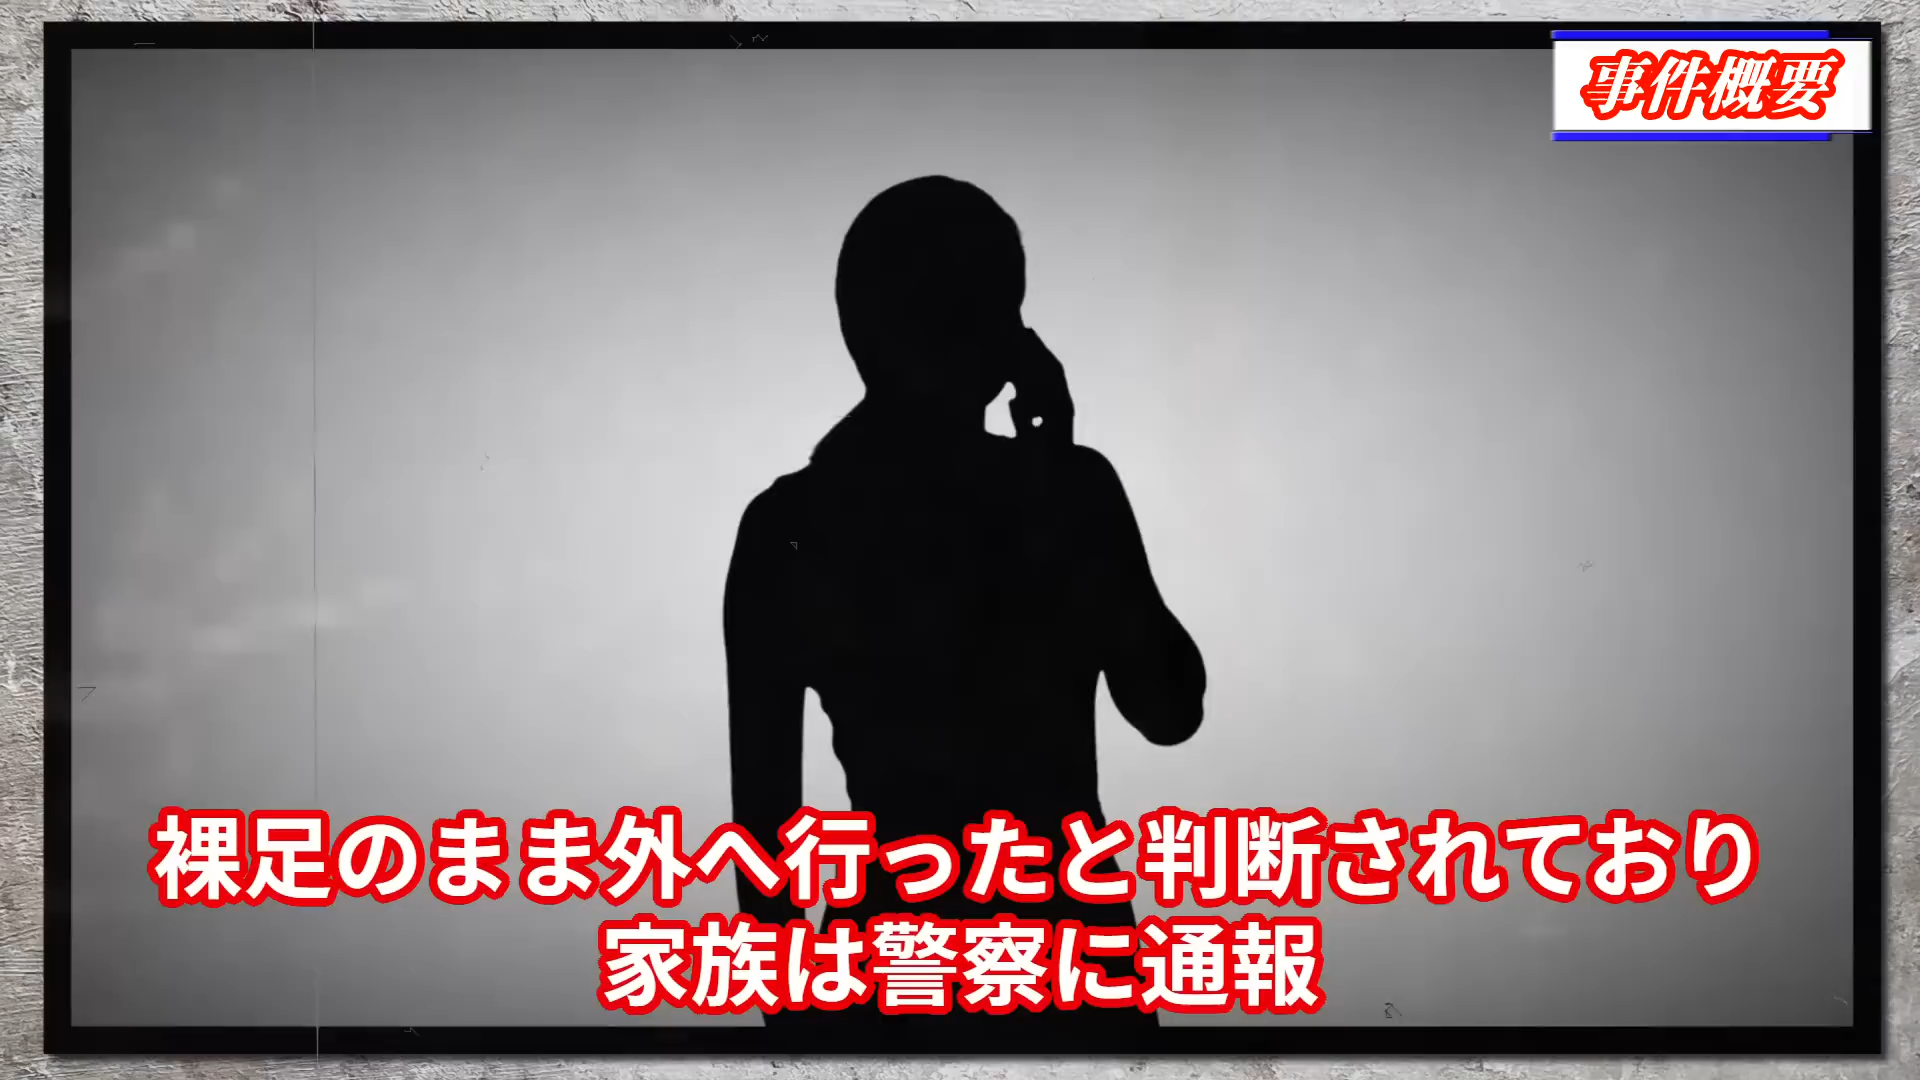 事件概要
裸足のまま外へ行ったと判断されており
家族は警察に通報